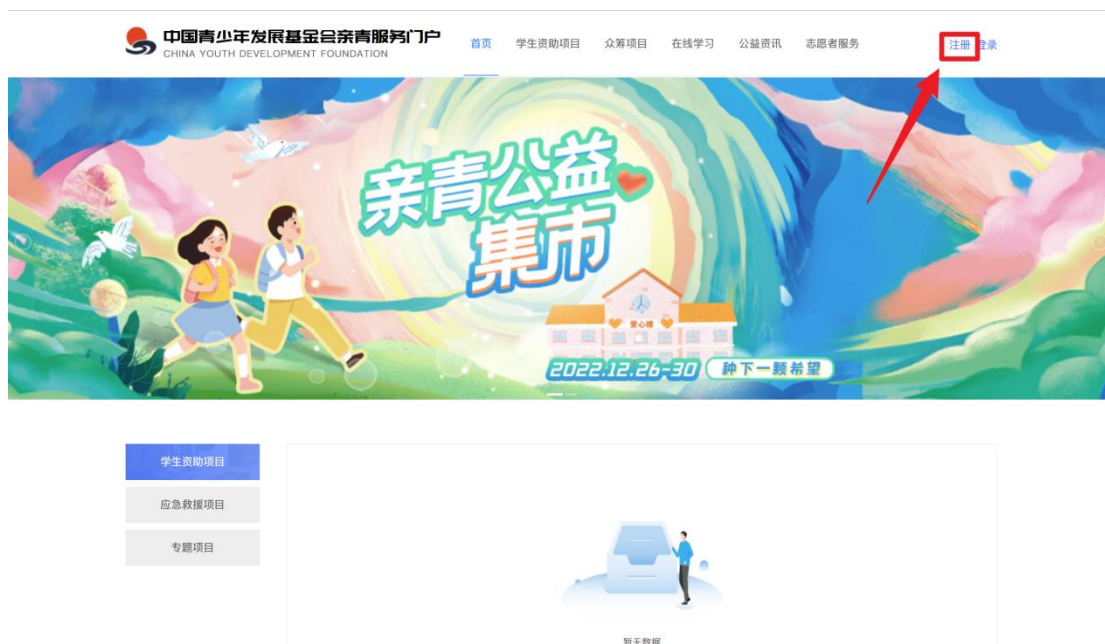 中国青少年发展基金会亲青服务门户
CHINA YOUTH DEVELOPMENT FOUNDATION
首页 学生资助项目 众筹项目 在线学习 公益资讯 志愿者服务 注册 登录
亲青公益
集市
爱心楼
2022.12.26-30 种下一颗希望
学生资助项目
应急救援项目
专题项目
暂无数据